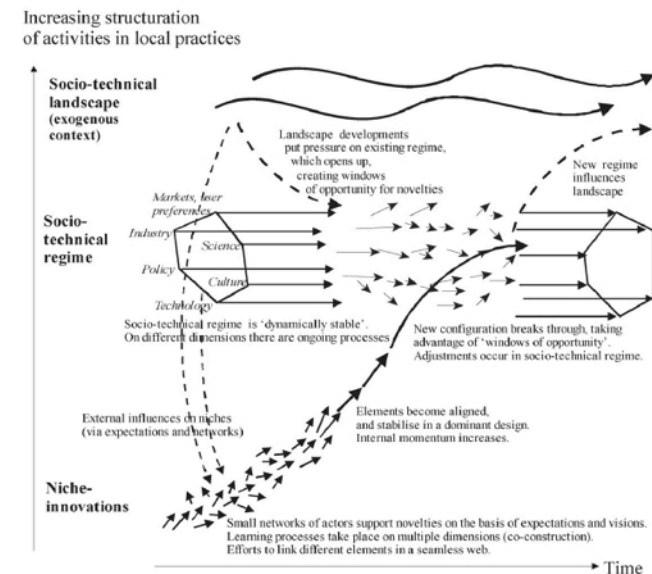 Increasing structuration
of activities in local practices
Socio-technical
landscape
(exogenous
context)
Landscape developments
put pressure on existing regime,
which opens up,
creating windows
of opportunity for novelties
New regime
influences
landscape
Markets, user
preferences
Socio-
technical
regime
Industry
Science
Policy
Culture
Technology
Socio-technical regime is ‘dynamically stable’.
On different dimensions there are ongoing processes
New configuration breaks through, taking
advantage of ‘windows of opportunity’.
Adjustments occur in socio-technical regime.
External influences on niches
(via expectations and networks)
Elements become aligned,
and stabilise in a dominant design.
Internal momentum increases.
Niche-
innovations
Small networks of actors support novelties on the basis of expectations and visions.
Learning processes take place on multiple dimensions (co-construction).
Efforts to link different elements in a seamless web.
Time